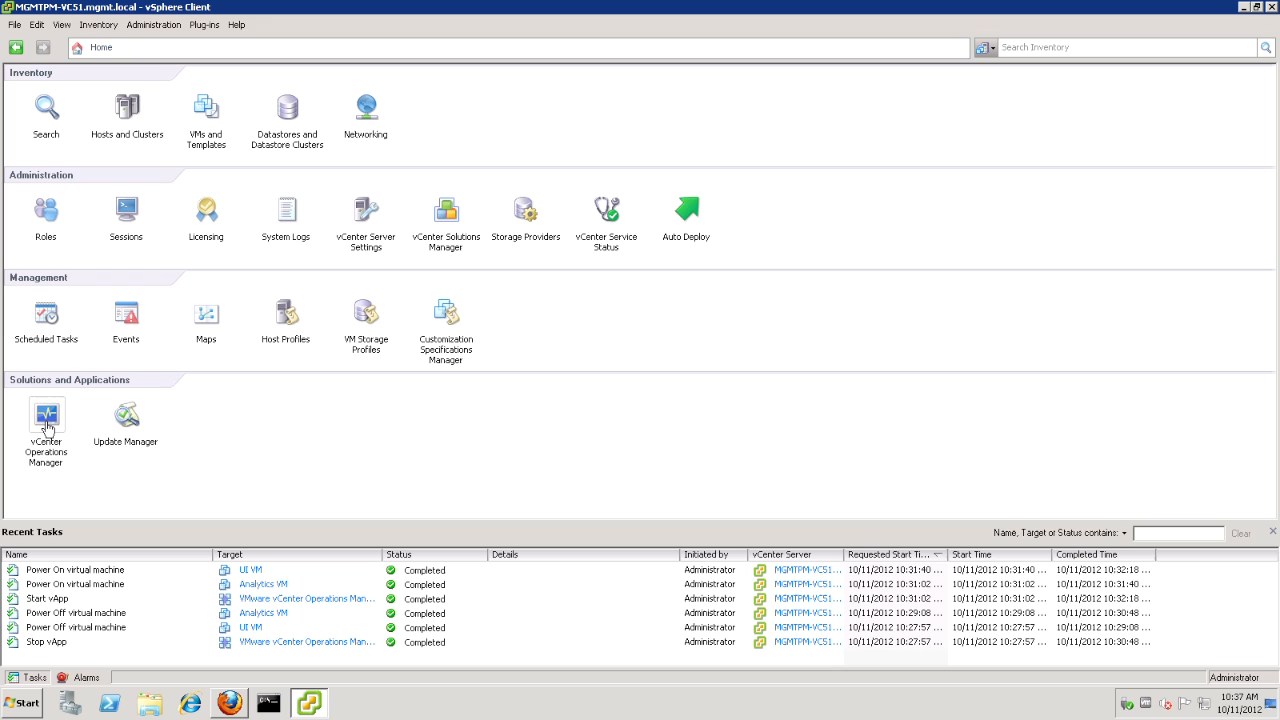 MGMTPM-VC51.mgmt.local - vSphere Client
File Edit View Inventory Administration Plug-ins Help
Home
Search Inventory
Inventory
Search
Hosts and Clusters
VMs and
Templates
Datastores and
Datastore Clusters
Networking
Administration
Roles
Sessions
Licensing
System Logs
vCenter Server
Settings
vCenter Solutions
Manager
Storage Providers
vCenter Service
Status
Auto Deploy
Management
Scheduled Tasks
Events
Maps
Host Profiles
VM Storage
Profiles
Customization
Specifications
Manager
Solutions and Applications
vCenter
Operations
Manager
Update Manager
Recent Tasks
Name, Target or Status contains:
Clear
Name Target Status Details Initiated by vCenter Server Requested Start Ti... Start Time Completed Time
Power On virtual machine UI VM Completed Administrator MGMTPM-VC51... 10/11/2012 10:31:40 ... 10/11/2012 10:31:40 ... 10/11/2012 10:32:18 ...
Power On virtual machine Analytics VM Completed Administrator MGMTPM-VC51... 10/11/2012 10:31:02 ... 10/11/2012 10:31:02 ... 10/11/2012 10:31:40 ...
Start vApp VMware vCenter Operations Man... Completed Administrator MGMTPM-VC51... 10/11/2012 10:31:02 ... 10/11/2012 10:31:02 ... 10/11/2012 10:32:18 ...
Power Off virtual machine Analytics VM Completed Administrator MGMTPM-VC51... 10/11/2012 10:29:08 ... 10/11/2012 10:29:08 ... 10/11/2012 10:30:48 ...
Power Off virtual machine UI VM Completed Administrator MGMTPM-VC51... 10/11/2012 10:27:57 ... 10/11/2012 10:27:57 ... 10/11/2012 10:29:08 ...
Stop vApp VMware vCenter Operations Man... Completed Administrator MGMTPM-VC51... 10/11/2012 10:27:57 ... 10/11/2012 10:27:57 ... 10/11/2012 10:30:48 ...
Tasks Alarms
Administrator
Start
10:37 AM
10/11/2012